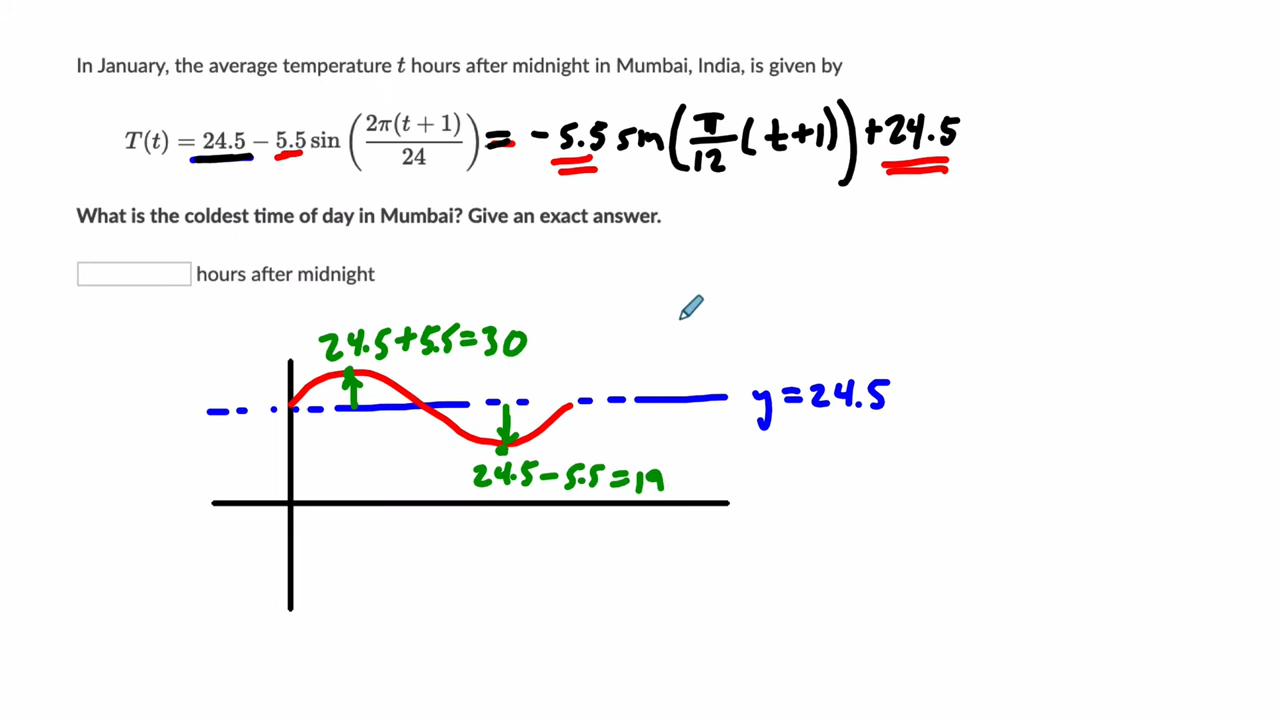 In January, the average temperature t hours after midnight in Mumbai, India, is given by
T(t) = 24.5 − 5.5 sin (2π(t + 1)/24) = -5.5 sin (π/12 (t+1)) + 24.5
What is the coldest time of day in Mumbai? Give an exact answer.
hours after midnight
24.5+5.5=30
y=24.5
24.5-5.5=19